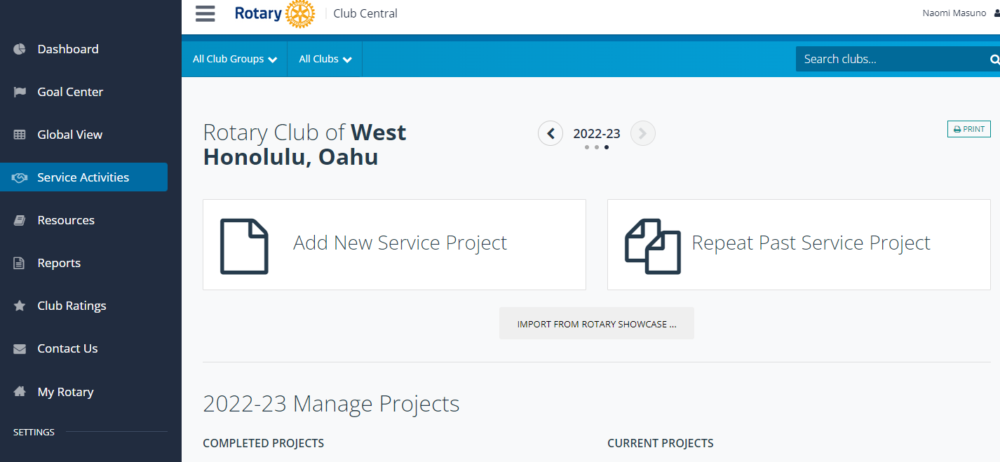 Rotary
Club Central
Naomi Masuno
All Club Groups
All Clubs
Search clubs...
Dashboard
Goal Center
Global View
Service Activities
Resources
Reports
Club Ratings
Contact Us
My Rotary
SETTINGS
Rotary Club of West
Honolulu, Oahu
2022-23
PRINT
Add New Service Project
Repeat Past Service Project
IMPORT FROM ROTARY SHOWCASE ...
2022-23 Manage Projects
COMPLETED PROJECTS
CURRENT PROJECTS